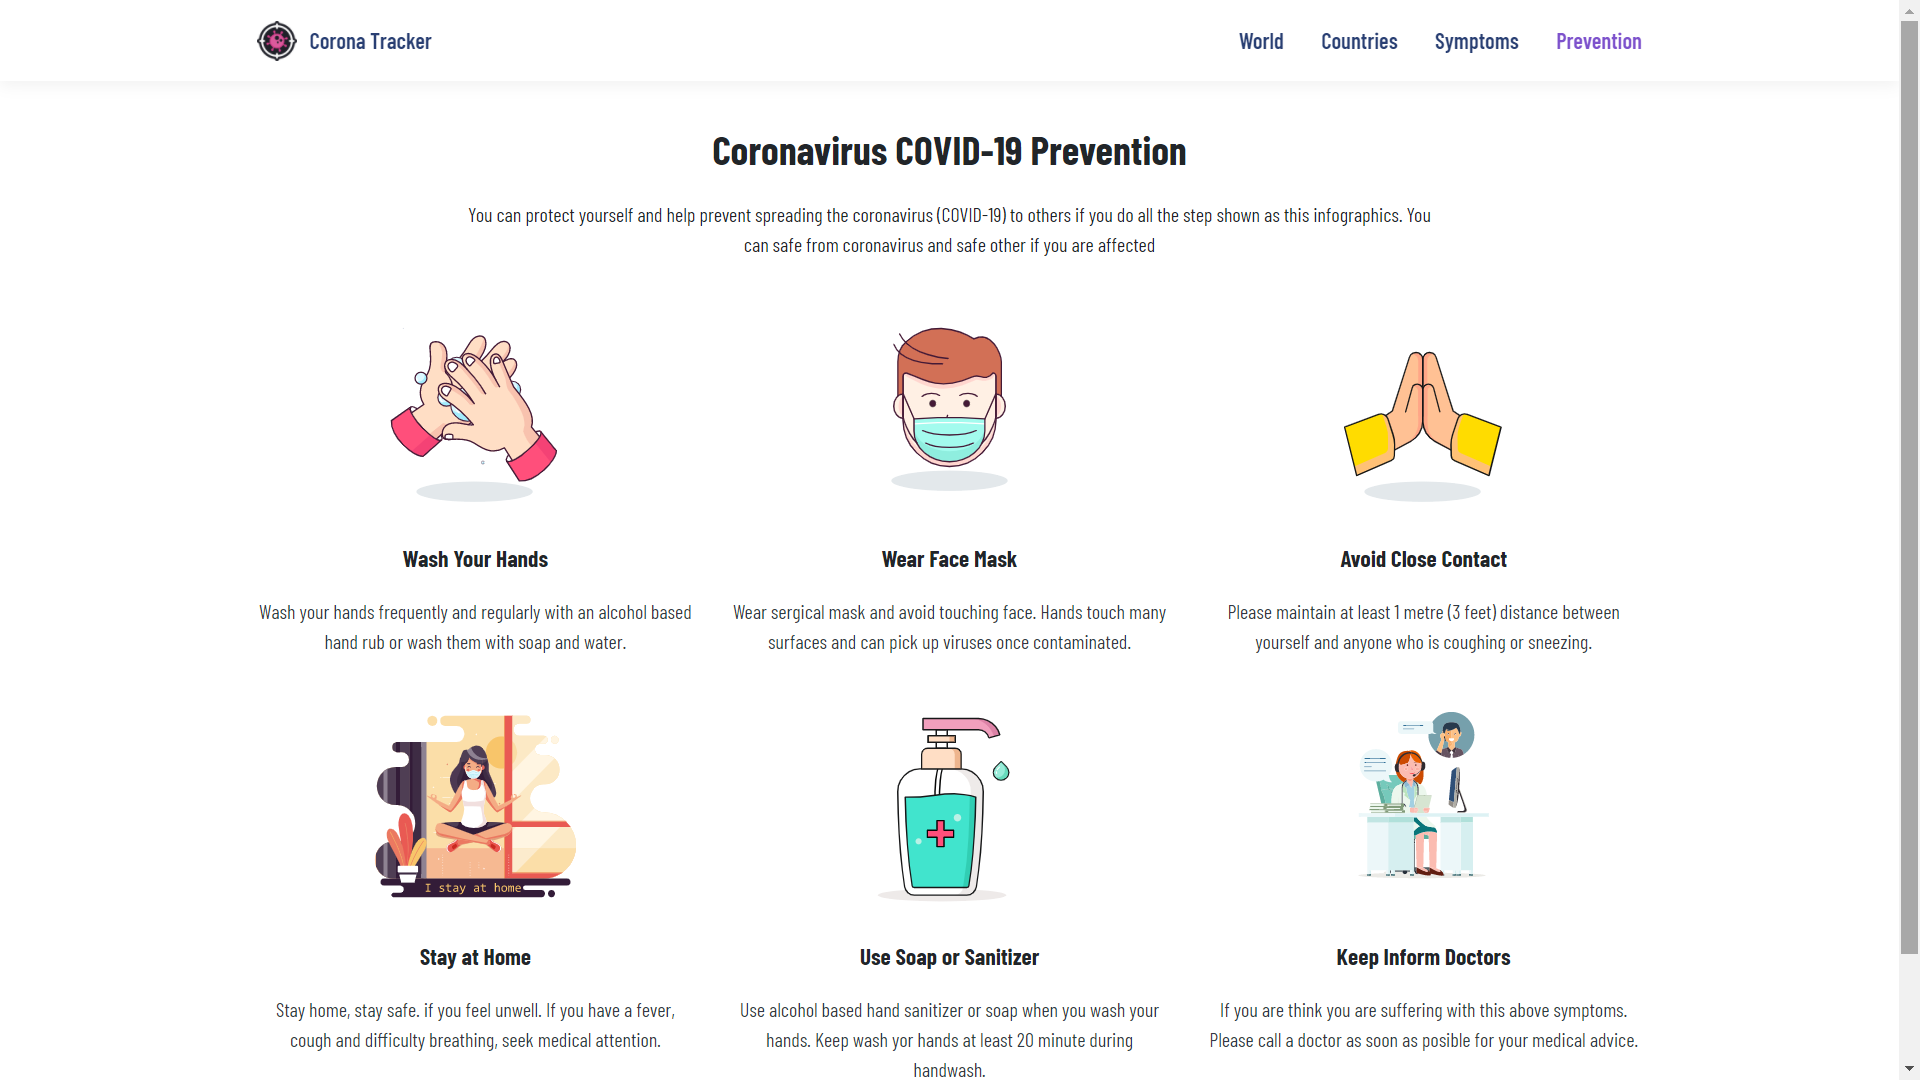 Corona Tracker
World
Countries
Symptoms
Prevention
Coronavirus COVID-19 Prevention
You can protect yourself and help prevent spreading the coronavirus (COVID-19) to others if you do all the step shown as this infographics. You
can safe from coronavirus and safe other if you are affected
Wash Your Hands
Wash your hands frequently and regularly with an alcohol based
hand rub or wash them with soap and water.
Wear Face Mask
Wear sergical mask and avoid touching face. Hands touch many
surfaces and can pick up viruses once contaminated.
Avoid Close Contact
Please maintain at least 1 metre (3 feet) distance between
yourself and anyone who is coughing or sneezing.
I stay at home
Stay at Home
Stay home, stay safe. if you feel unwell. If you have a fever,
cough and difficulty breathing, seek medical attention.
Use Soap or Sanitizer
Use alcohol based hand sanitizer or soap when you wash your
hands. Keep wash yor hands at least 20 minute during
handwash.
Keep Inform Doctors
If you are think you are suffering with this above symptoms.
Please call a doctor as soon as posible for your medical advice.